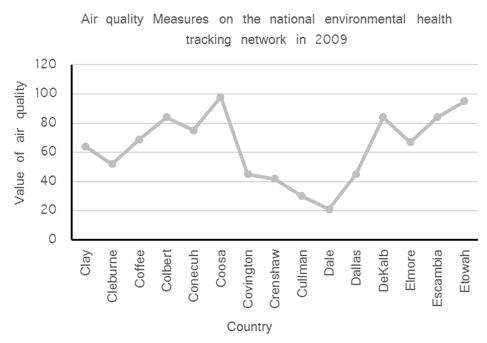 Air quality Measures on the national environmental health
tracking network in 2009
Value of air quality
120
100
80
60
40
20
0
Clay
Cleburne
Coffee
Colbert
Conecuh
Coosa
Covington
Crenshaw
Cullman
Dale
Dallas
DeKalb
Elmore
Escambia
Etowah
Country